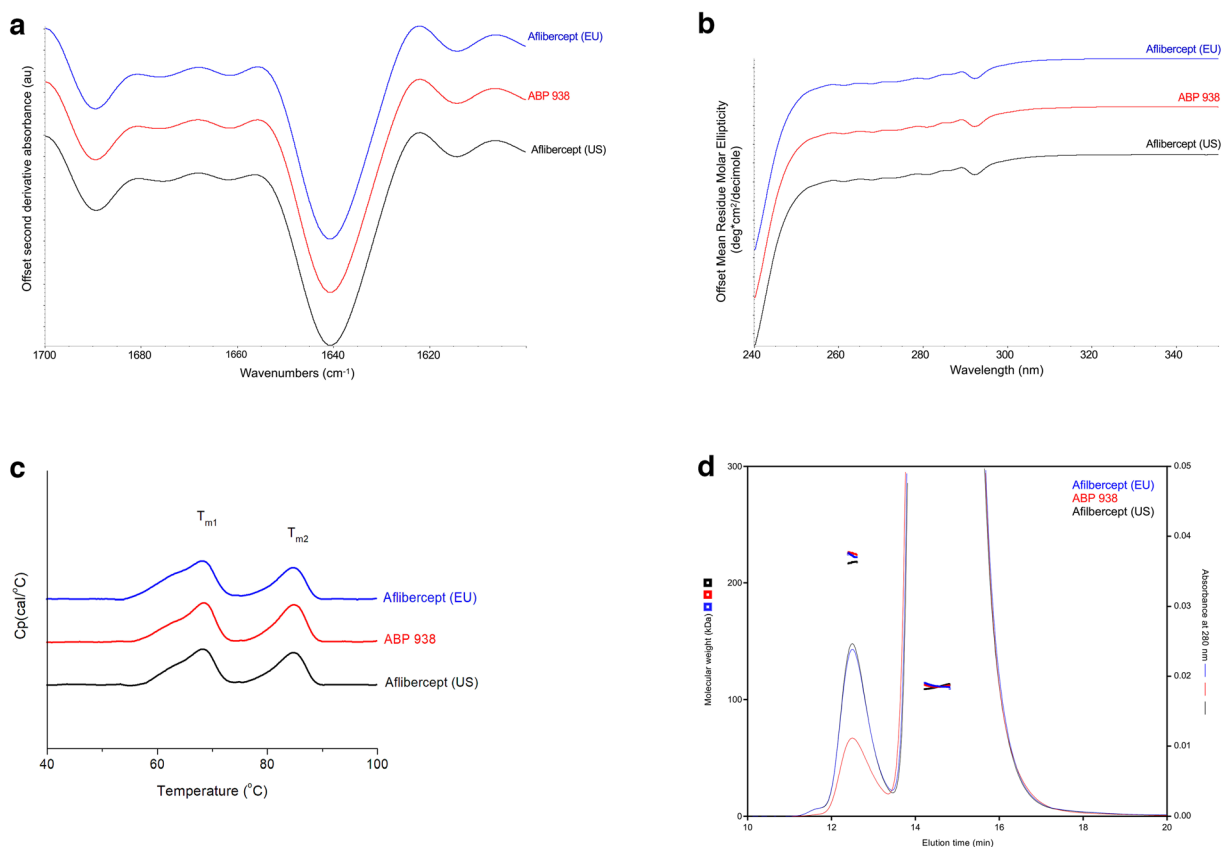 a
Offset second derivative absorbance (au)
Aflibercept (EU)
ABP 938
Aflibercept (US)
1700
1680
1660
1640
1620
Wavenumbers (cm-1)
b
Offset Mean Residue Molar Ellipticity
(deg*cm2/decimole)
Aflibercept (EU)
ABP 938
Aflibercept (US)
240
260
280
300
320
340
Wavelength (nm)
c
Cp(cal/°C)
Tm1
Tm2
Aflibercept (EU)
ABP 938
Aflibercept (US)
40
60
80
100
Temperature (°C)
d
Molecular weight (kDa)
300
200
100
0
Afilbercept (EU)
ABP 938
Afilbercept (US)
0.05
0.04
0.03
0.02
0.01
0.00
Absorbance at 280 nm
10
12
14
16
18
20
Elution time (min)